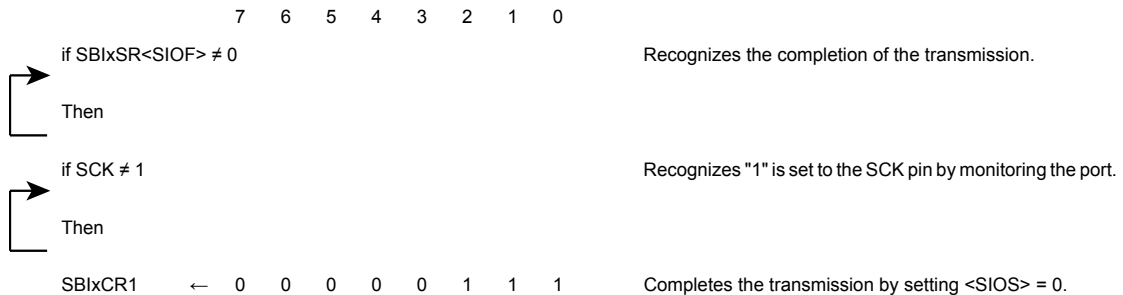 7 6 5 4 3 2 1 0
if SBIxSR<SIOF> ≠ 0 Recognizes the completion of the transmission.
Then
if SCK ≠ 1 Recognizes "1" is set to the SCK pin by monitoring the port.
Then
SBIxCR1 ← 0 0 0 0 0 1 1 1 Completes the transmission by setting <SIOS> = 0.